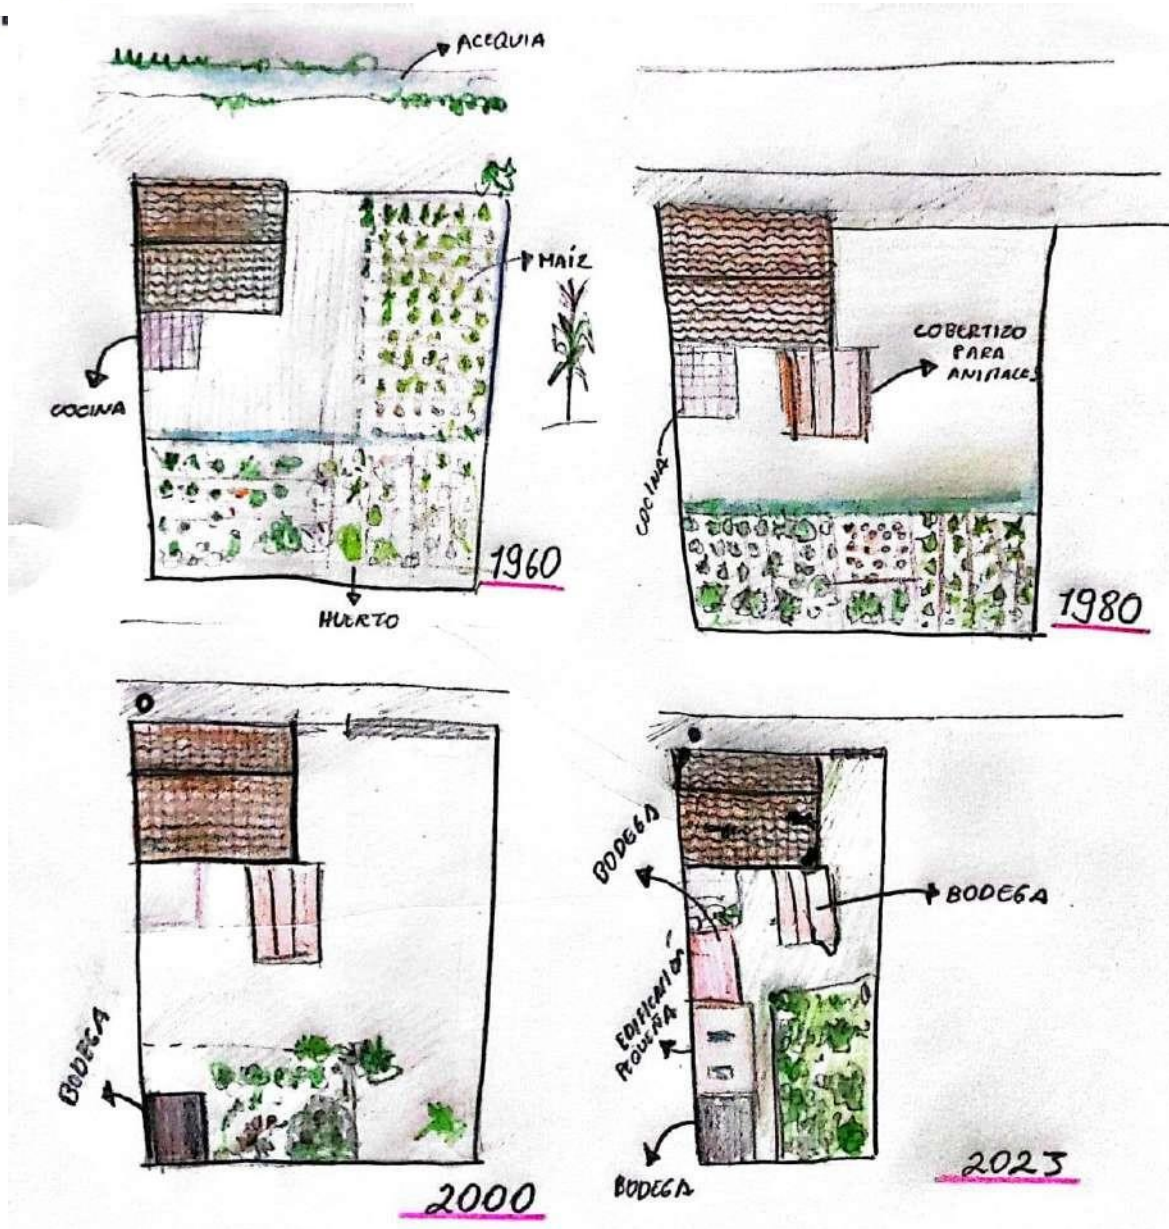 ACEQUIA
MAÍZ
COCINA
HUERTO
1960
COBERTIZO
PARA
ANIMALES
COCINA
1980
BODEGA
2000
BODEGA
BODEGA
EDIFICACIÓN
PEQUEÑA
BODEGA
2023